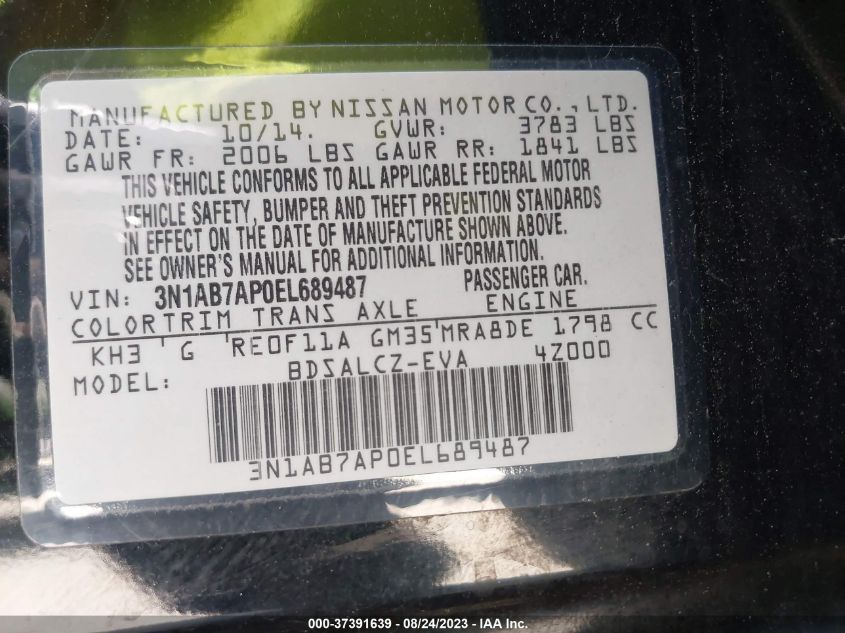 MANUFACTURED BY NISSAN MOTOR CO., LTD.
DATE: 10/14. GVWR: 3783 LBS
GAWR FR: 2006 LBS GAWR RR: 1841 LBS
THIS VEHICLE CONFORMS TO ALL APPLICABLE FEDERAL MOTOR
VEHICLE SAFETY, BUMPER AND THEFT PREVENTION STANDARDS
IN EFFECT ON THE DATE OF MANUFACTURE SHOWN ABOVE.
SEE OWNER'S MANUAL FOR ADDITIONAL INFORMATION.
VIN: 3N1AB7AP0EL689487 PASSENGER CAR.
COLOR TRIM TRANS AXLE ENGINE
KH3 G RE0F11A GM35 MRA8DE 1798 CC
MODEL: BDSALCZ-EVA 4Z000
3N1AB7AP0EL689487
000-37391639 - 08/24/2023 - IAA Inc.